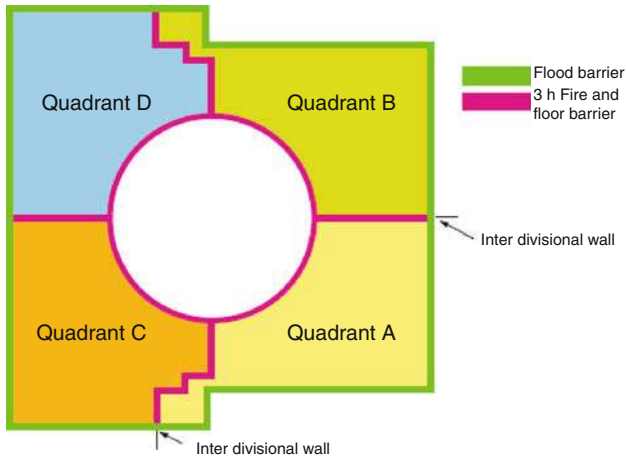 Quadrant D
Quadrant B
Flood barrier
3 h Fire and
floor barrier
Inter divisional wall
Quadrant C
Quadrant A
Inter divisional wall